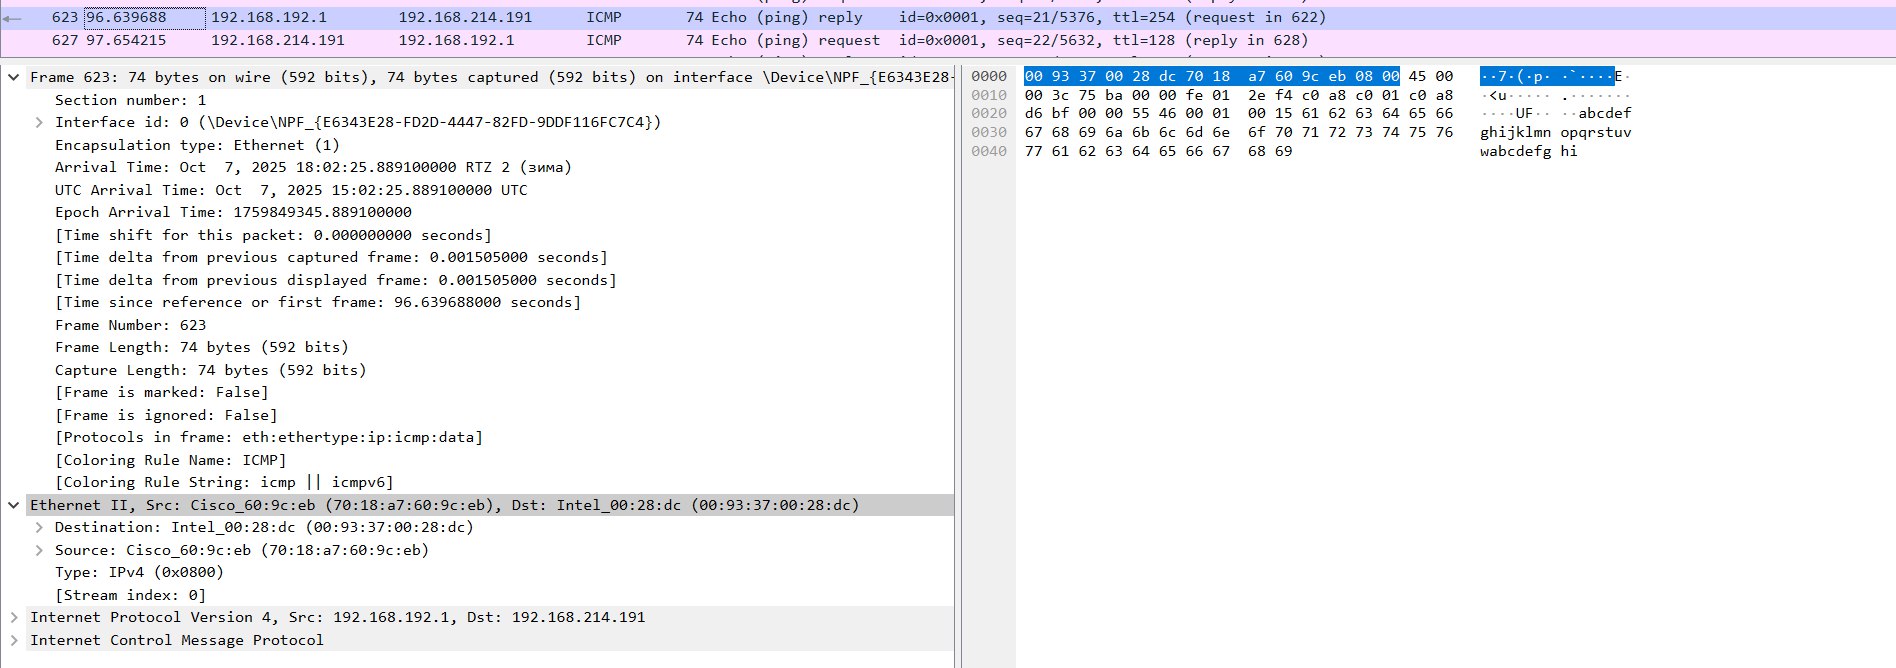 623 96.639688 192.168.192.1 192.168.214.191 ICMP 74 Echo (ping) reply id=0x0001, seq=21/5376, ttl=254 (request in 622)
627 97.654215 192.168.214.191 192.168.192.1 ICMP 74 Echo (ping) request id=0x0001, seq=22/5632, ttl=128 (reply in 628)
Frame 623: 74 bytes on wire (592 bits), 74 bytes captured (592 bits) on interface \Device\NPF_{E6343E28-
Section number: 1
Interface id: 0 (\Device\NPF_{E6343E28-FD2D-4447-82FD-9DDF116FC7C4})
Encapsulation type: Ethernet (1)
Arrival Time: Oct  7, 2025 18:02:25.889100000 RTZ 2 (зима)
UTC Arrival Time: Oct  7, 2025 15:02:25.889100000 UTC
Epoch Arrival Time: 1759849345.889100000
[Time shift for this packet: 0.000000000 seconds]
[Time delta from previous captured frame: 0.001505000 seconds]
[Time delta from previous displayed frame: 0.001505000 seconds]
[Time since reference or first frame: 96.639688000 seconds]
Frame Number: 623
Frame Length: 74 bytes (592 bits)
Capture Length: 74 bytes (592 bits)
[Frame is marked: False]
[Frame is ignored: False]
[Protocols in frame: eth:ethertype:ip:icmp:data]
[Coloring Rule Name: ICMP]
[Coloring Rule String: icmp || icmpv6]
Ethernet II, Src: Cisco_60:9c:eb (70:18:a7:60:9c:eb), Dst: Intel_00:28:dc (00:93:37:00:28:dc)
Destination: Intel_00:28:dc (00:93:37:00:28:dc)
Source: Cisco_60:9c:eb (70:18:a7:60:9c:eb)
Type: IPv4 (0x0800)
[Stream index: 0]
Internet Protocol Version 4, Src: 192.168.192.1, Dst: 192.168.214.191
Internet Control Message Protocol
0000 00 93 37 00 28 dc 70 18 a7 60 9c eb 08 00 45 00 ··7·(·p· ·`····E·
0010 00 3c 75 ba 00 00 fe 01 2e f4 c0 a8 c0 01 c0 a8 ·<u····· .·······
0020 d6 bf 00 00 55 46 00 01 00 15 61 62 63 64 65 66 ····UF·· ··abcdef
0030 67 68 69 6a 6b 6c 6d 6e 6f 70 71 72 73 74 75 76 ghijklmn opqrstuv
0040 77 61 62 63 64 65 66 67 68 69 wabcdefg hi